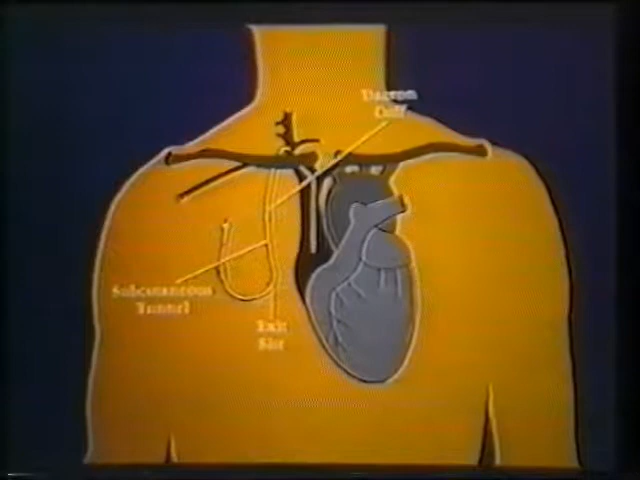 Dacron
Cuff
Subcutaneous
Tunnel
Exit
Site